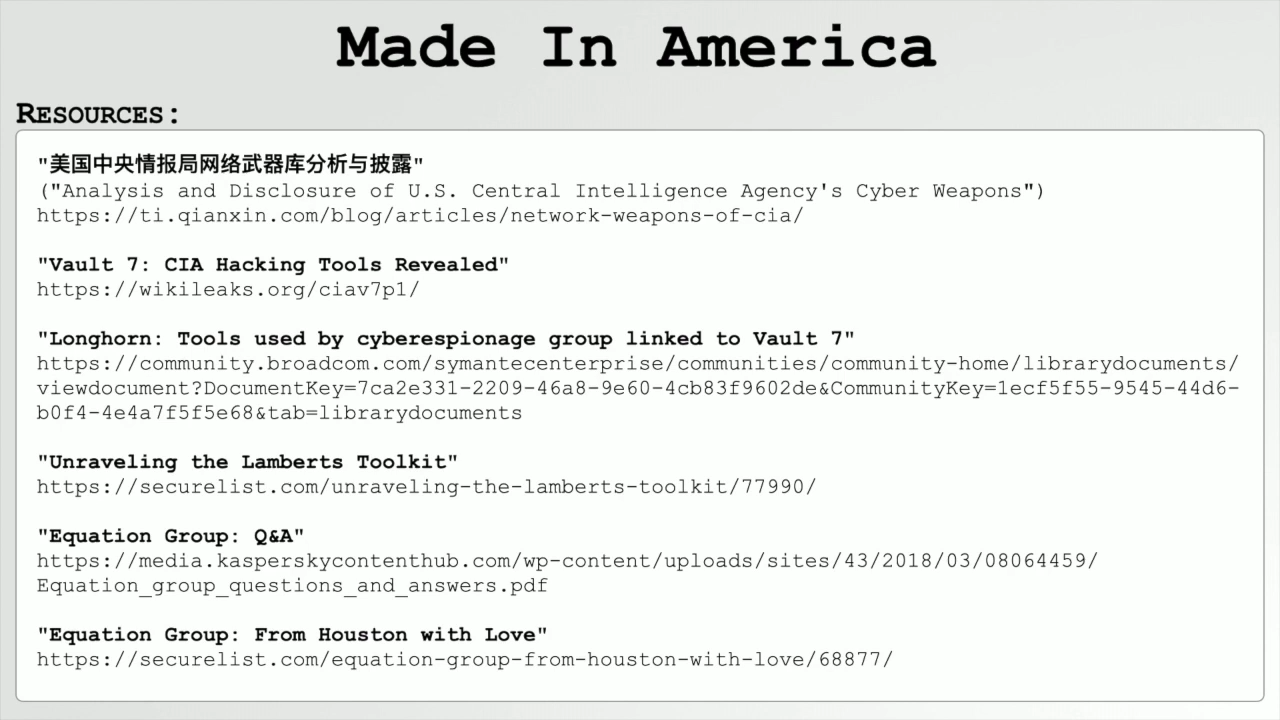 Made In America
RESOURCES:
"美国中央情报局网络武器库分析与披露"
("Analysis and Disclosure of U.S. Central Intelligence Agency's Cyber Weapons")
https://ti.qianxin.com/blog/articles/network-weapons-of-cia/
"Vault 7: CIA Hacking Tools Revealed"
https://wikileaks.org/ciav7p1/
"Longhorn: Tools used by cyberespionage group linked to Vault 7"
https://community.broadcom.com/symantecenterprise/communities/community-home/librarydocuments/
viewdocument?DocumentKey=7ca2e331-2209-46a8-9e60-4cb83f9602de&CommunityKey=1ecf5f55-9545-44d6-
b0f4-4e4a7f5f5e68&tab=librarydocuments
"Unraveling the Lamberts Toolkit"
https://securelist.com/unraveling-the-lamberts-toolkit/77990/
"Equation Group: Q&A"
https://media.kasperskycontenthub.com/wp-content/uploads/sites/43/2018/03/08064459/
Equation_group_questions_and_answers.pdf
"Equation Group: From Houston with Love"
https://securelist.com/equation-group-from-houston-with-love/68877/